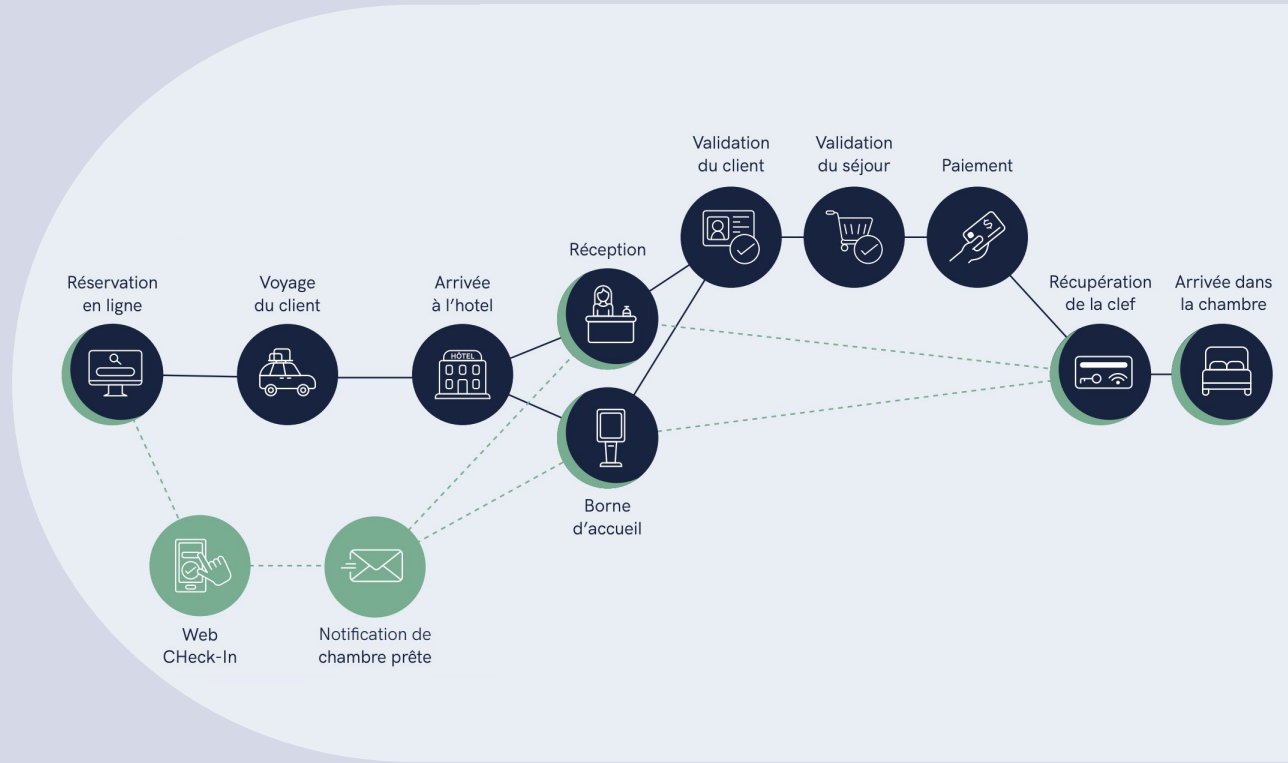 Validation
du client
Validation
du séjour
Paiement
Réception
Réservation
en ligne
Voyage
du client
Arrivée
à l'hotel
HÔTEL
Récupération
de la clef
Arrivée dans
la chambre
Borne
d'accueil
Web
CHeck-In
Notification de
chambre prête
$